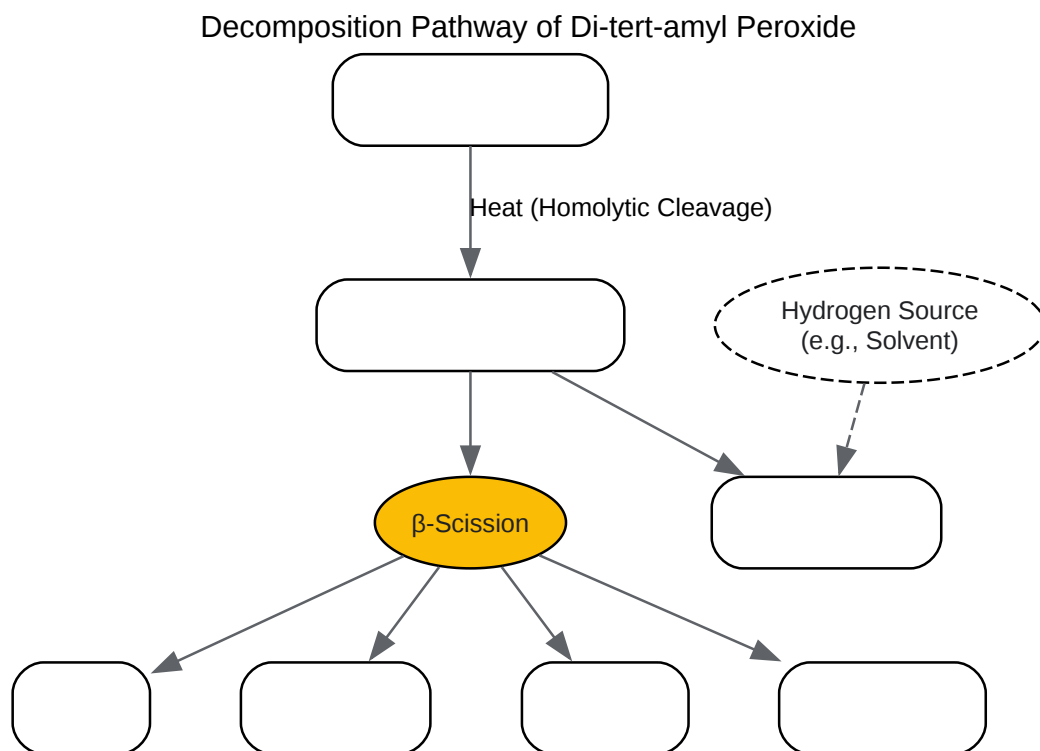 Decomposition Pathway of Di-tert-amyl Peroxide
Heat (Homolytic Cleavage)
Hydrogen Source
(e.g., Solvent)
β-Scission